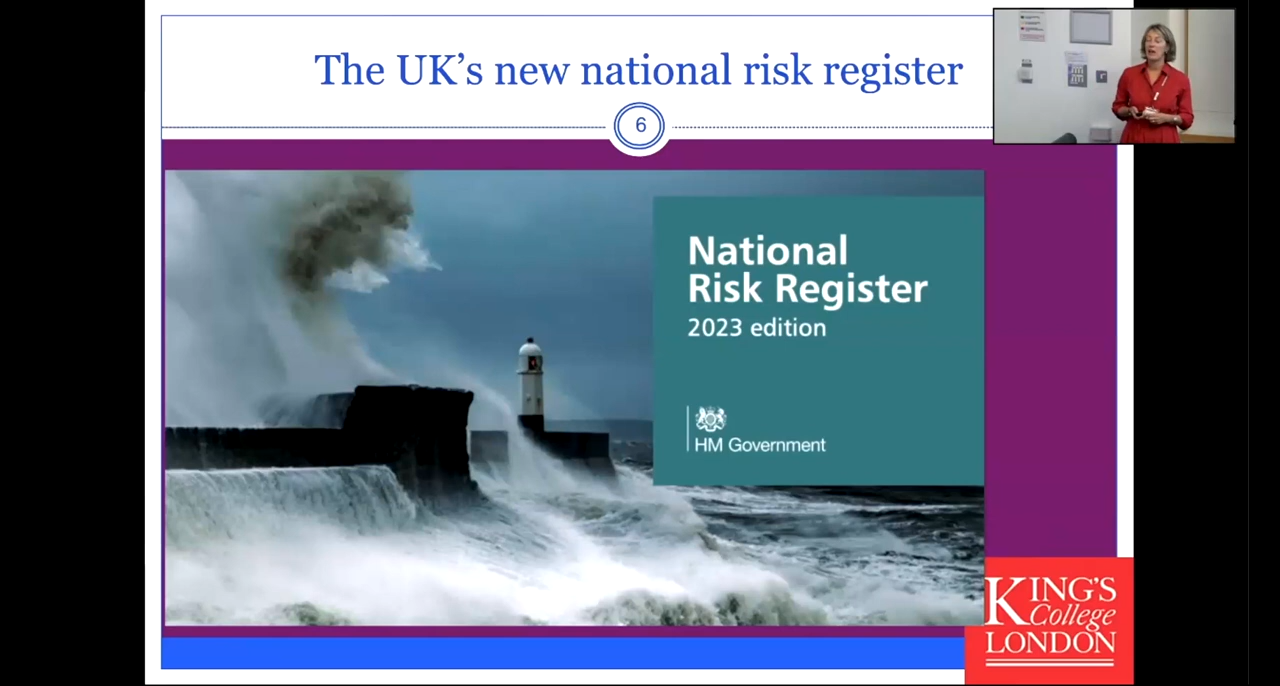 The UK’s new national risk register
6
National
Risk Register
2023 edition
HM Government
KING'S
College
LONDON